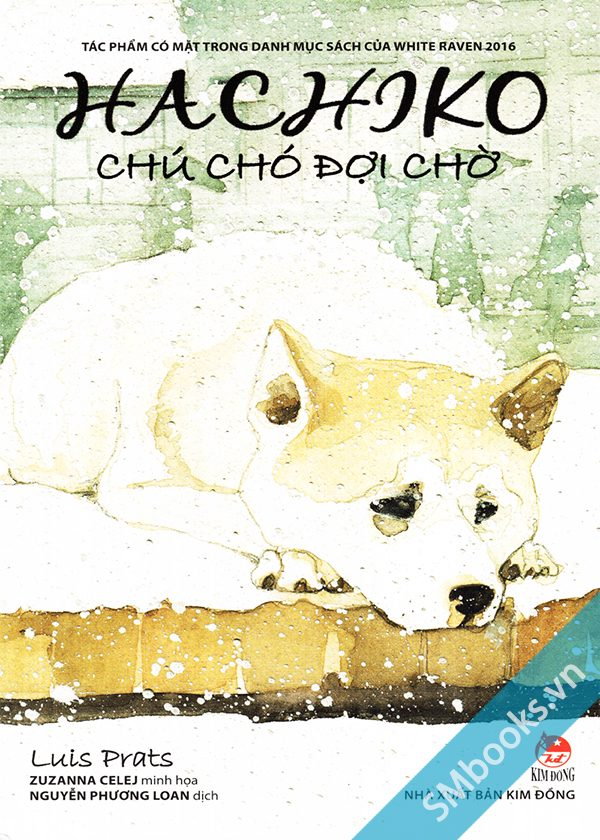 TÁC PHẨM CÓ MẶT TRONG DANH MỤC SÁCH CỦA WHITE RAVEN 2016
HACHIKO
CHÚ CHÓ ĐỢI CHỜ
Luis Prats
ZUZANNA CELEJ minh họa
NGUYỄN PHƯƠNG LOAN dịch
KIM ĐỒNG
NHÀ XUẤT BẢN KIM ĐỒNG
SMbooks.vn